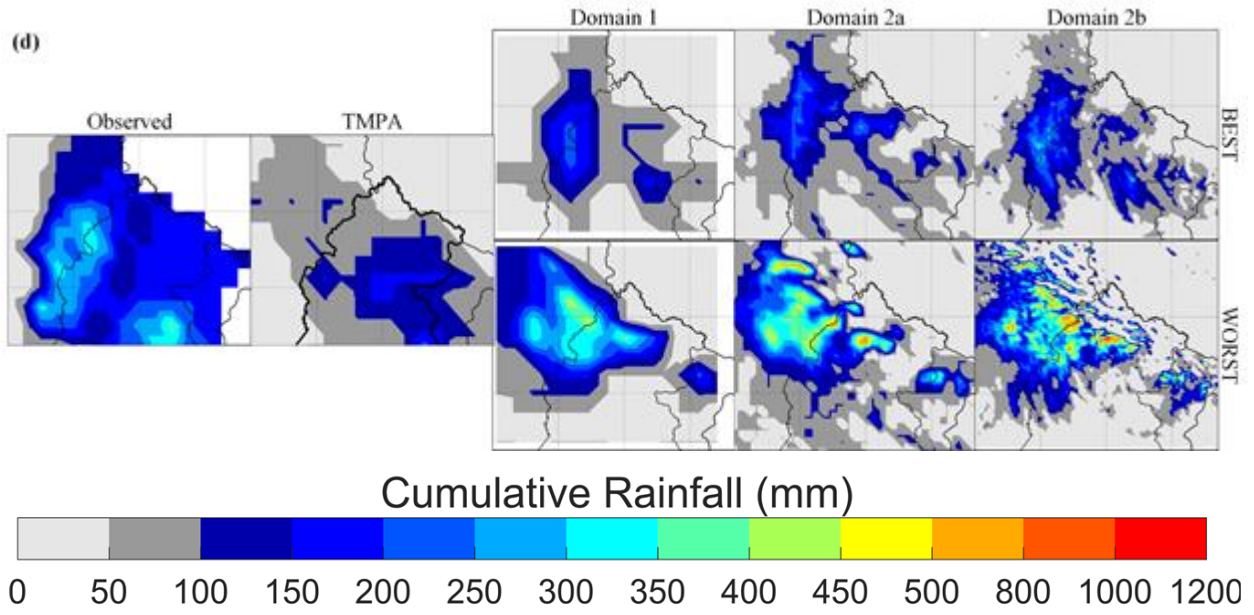 Domain 1 Domain 2a Domain 2b
(d)
BEST
Observed TMPA
WORST
Cumulative Rainfall (mm)
0 50 100 150 200 250 300 350 400 450 500 800 1000 1200